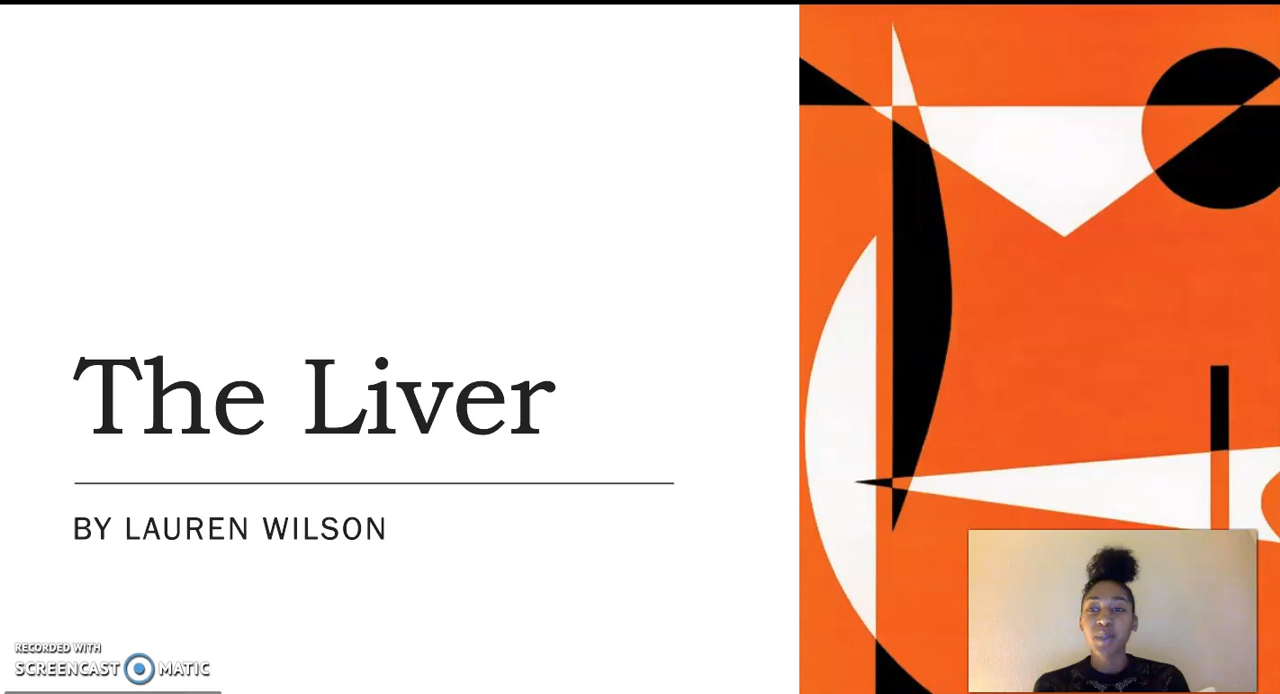 The Liver
BY LAUREN WILSON
RECORDED WITH
SCREENCAST MATIC